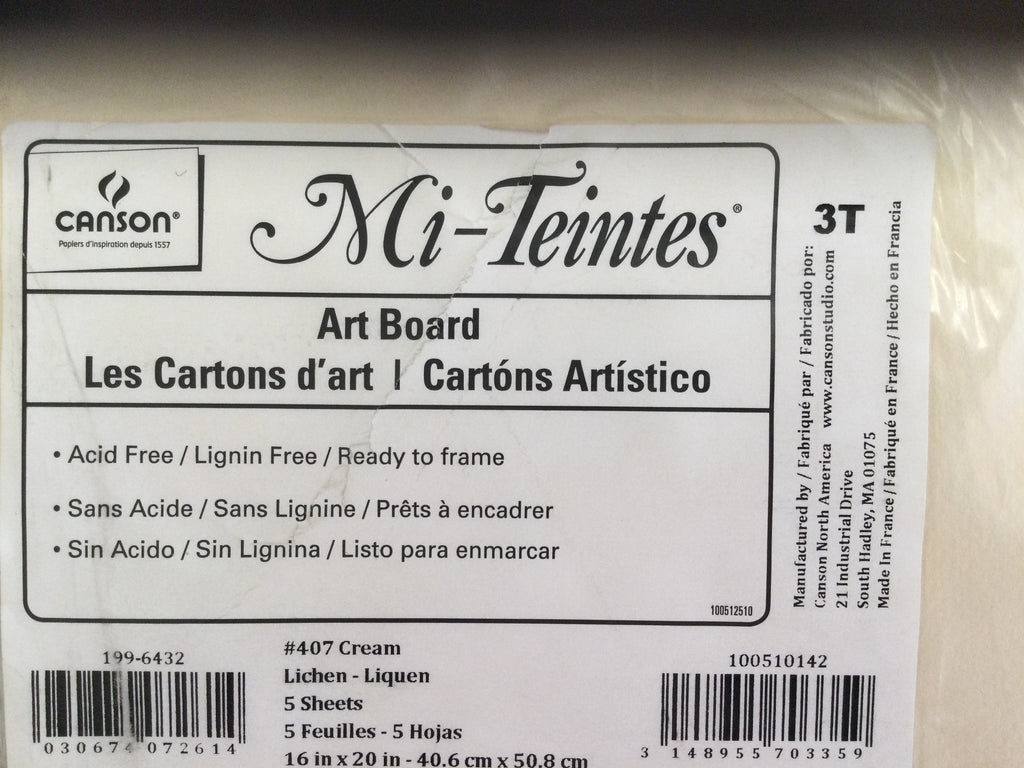 CANSON®
Papiers d'inspiration depuis 1557
Mi-Teintes®
Art Board
Les Cartons d'art | Cartóns Artístico
• Acid Free / Lignin Free / Ready to frame
• Sans Acide / Sans Lignine / Prêts à encadrer
• Sin Acido / Sin Lignina / Listo para enmarcar
100512510
3T
Manufactured by / Fabriqué par / Fabricado por:
Canson North America www.cansonstudio.com
21 Industrial Drive
South Hadley, MA 01075
Made In France / Fabriqué en France / Hecho en Francia
199-6432
0 30674 07261 4
#407 Cream
Lichen - Liquen
5 Sheets
5 Feuilles - 5 Hojas
16 in x 20 in - 40.6 cm x 50.8 cm
100510142
3 148955 703359